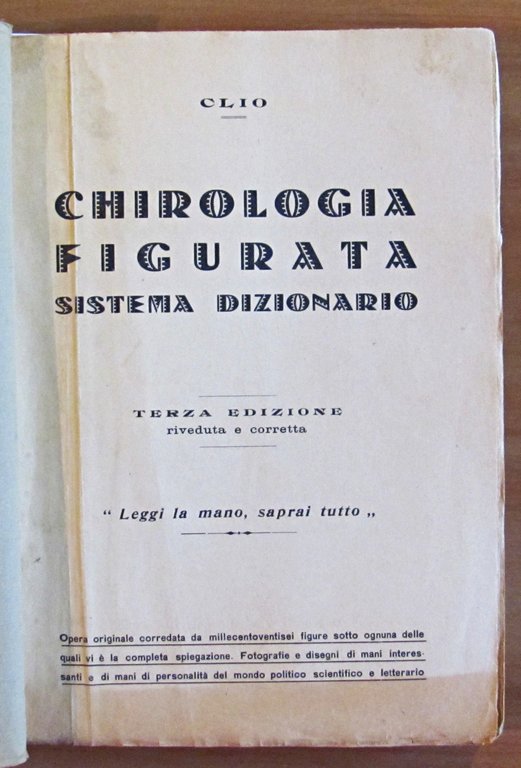 CLIO
CHIROLOGIA
FIGURATA
SISTEMA DIZIONARIO
TERZA EDIZIONE
riveduta e corretta
“ Leggi la mano, saprai tutto „
Opera originale corredata da millecentoventisei figure sotto ognuna delle
quali vi è la completa spiegazione. Fotografie e disegni di mani interes-
santi e di mani di personalità del mondo politico scientifico e letterario